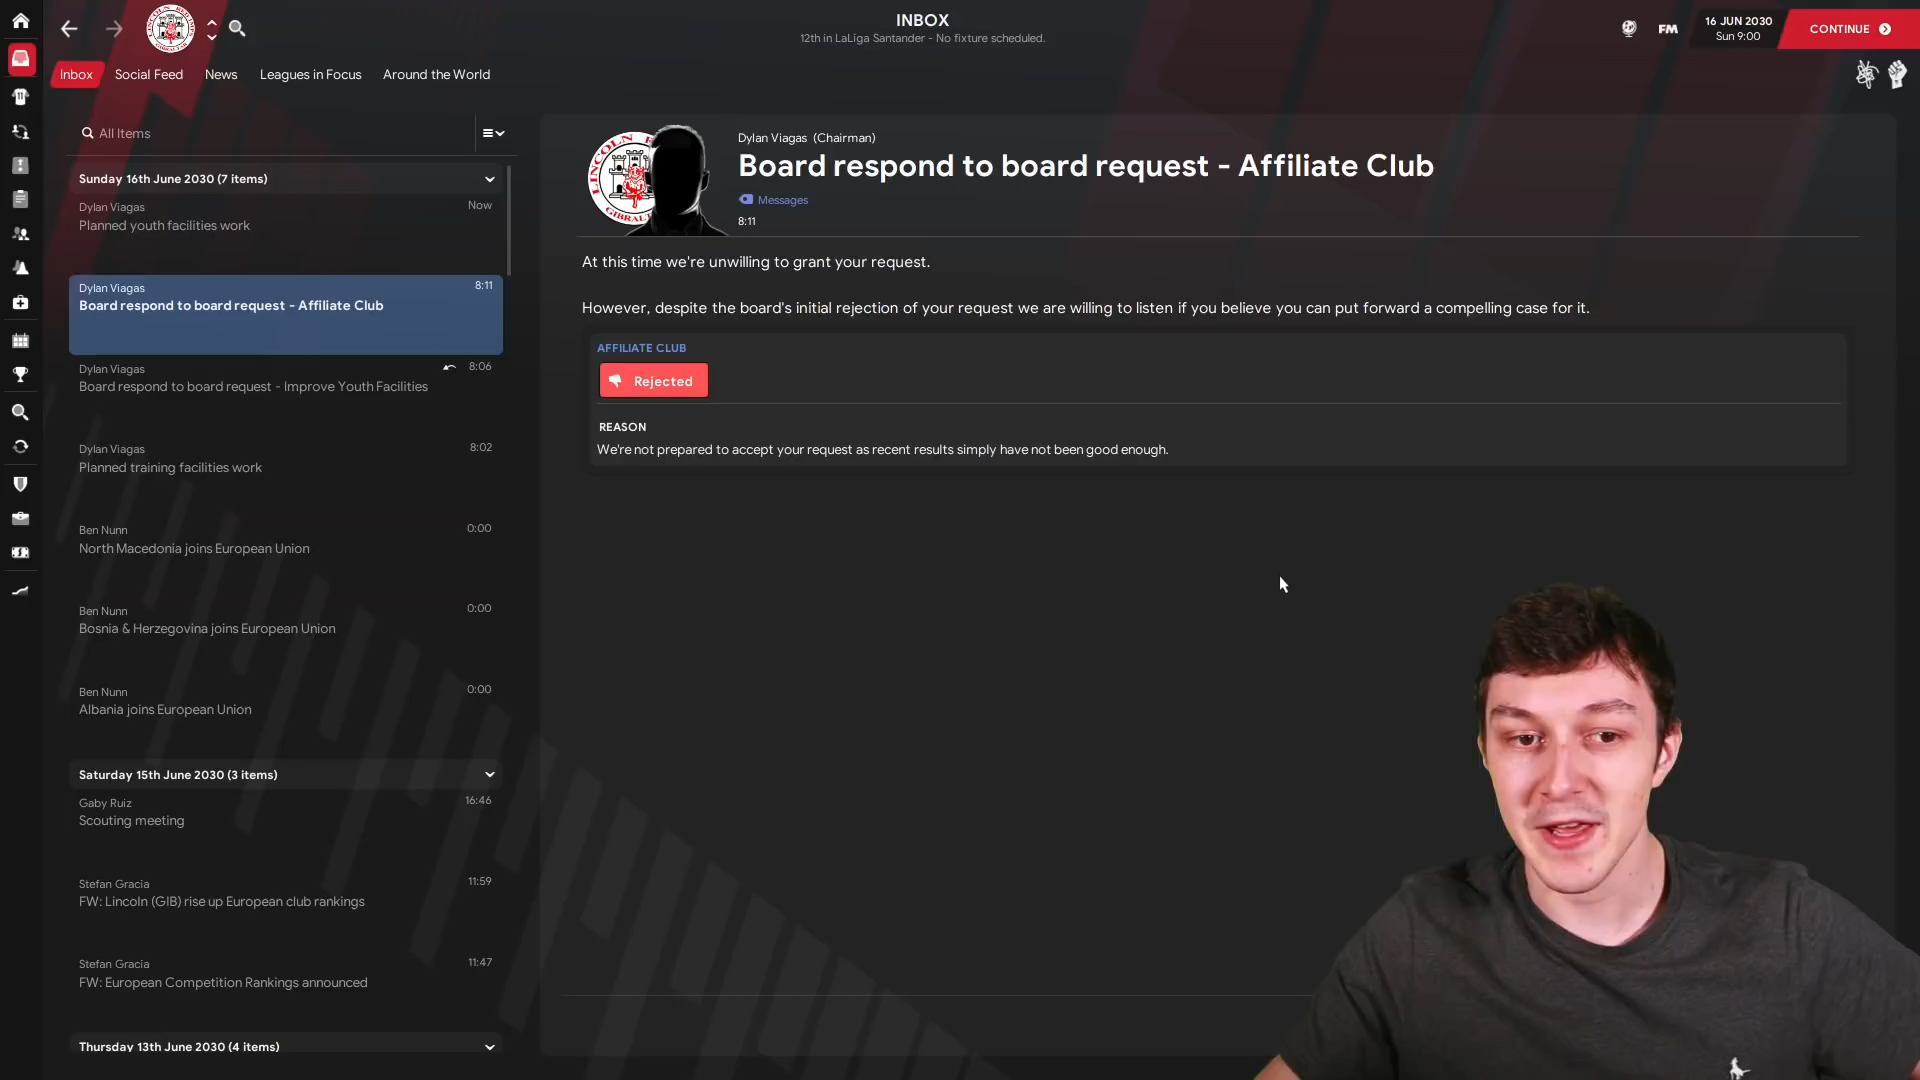 INBOX
12th in LaLiga Santander - No fixture scheduled.
FM
16 JUN 2030
Sun 9:00
CONTINUE
Inbox
Social Feed
News
Leagues in Focus
Around the World
All Items
Sunday 16th June 2030 (7 items)
Dylan Viagas
Now
Planned youth facilities work
Dylan Viagas
8:11
Board respond to board request - Affiliate Club
Dylan Viagas
8:06
Board respond to board request - Improve Youth Facilities
Dylan Viagas
8:02
Planned training facilities work
Ben Nunn
0:00
North Macedonia joins European Union
Ben Nunn
0:00
Bosnia & Herzegovina joins European Union
Ben Nunn
0:00
Albania joins European Union
Saturday 15th June 2030 (3 items)
Gaby Ruiz
16:46
Scouting meeting
Stefan Gracia
11:59
FW: Lincoln (GIB) rise up European club rankings
Stefan Gracia
11:47
FW: European Competition Rankings announced
Thursday 13th June 2030 (4 items)
Dylan Viagas (Chairman)
Board respond to board request - Affiliate Club
Messages
8:11
At this time we're unwilling to grant your request.
However, despite the board's initial rejection of your request we are willing to listen if you believe you can put forward a compelling case for it.
AFFILIATE CLUB
Rejected
REASON
We're not prepared to accept your request as recent results simply have not been good enough.